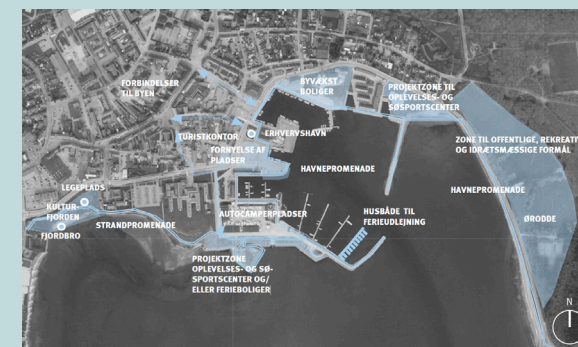 FORBINDELSER
TIL BYEN
BYVÆKST -
BOLIGER
PROJEKTZONE TIL
OPLEVELSES- OG
SØSPORTSCENTER
TURISTKONTOR
ERHVERVSHAVN
FORNYELSE AF
PLADSER
ZONE TIL OFFENTLIGE, REKREATI
OG IDRÆTSMÆSSIGE FORMÅL
HAVNEPROMENADE
LEGEPLADS
HAVNEPROMENADE
KULTUR-
FJORDEN
FJORDBRO
STRANDPROMENADE
AUTOCAMPERPLADSER
HUSBÅDE TIL
FERIEUDLEJNING
ØRODDE
PROJEKTZONE
OPLEVELSES- OG SØ-
SPORTSCENTER OG/
ELLER FERIEBOLIGER
N